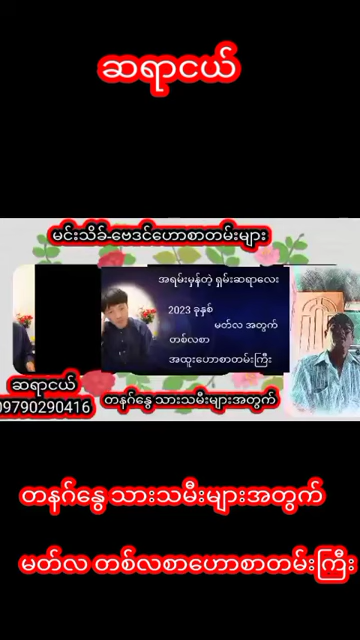 ဆရာငယ်
မင်းသိခ်-ဗေဒင်ဟောစာတမ်းများ
အရမ်းမှန်တဲ့ ရှမ်းဆရာလေး
2023 ခုနှစ်
မတ်လ အတွက်
တစ်လစာ
အထူးဟောစာတမ်းကြီး
ဆရာငယ်
09790290416
တနင်္ဂနွေ သားသမီးများအတွက်
တနင်္ဂနွေ သားသမီးများအတွက်
မတ်လ တစ်လစာဟောစာတမ်းကြီး